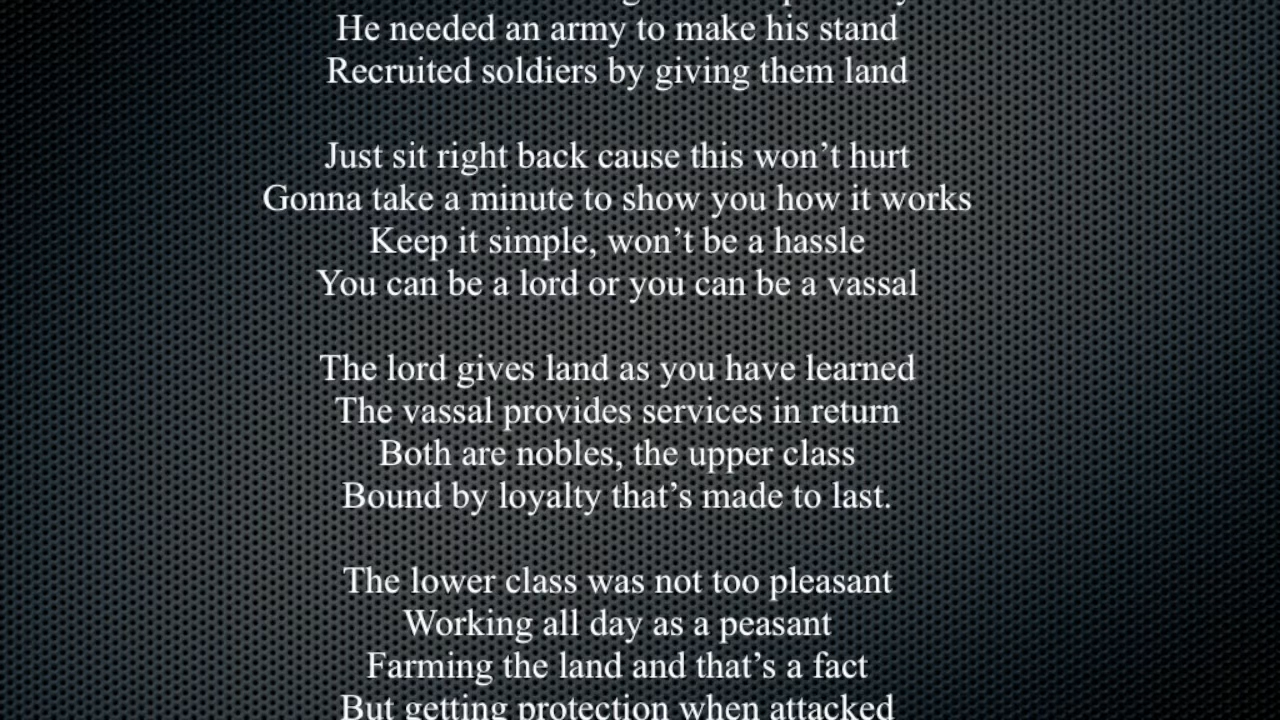 He needed an army to make his stand
Recruited soldiers by giving them land
Just sit right back cause this won’t hurt
Gonna take a minute to show you how it works
Keep it simple, won’t be a hassle
You can be a lord or you can be a vassal
The lord gives land as you have learned
The vassal provides services in return
Both are nobles, the upper class
Bound by loyalty that’s made to last.
The lower class was not too pleasant
Working all day as a peasant
Farming the land and that’s a fact
But getting protection when attacked